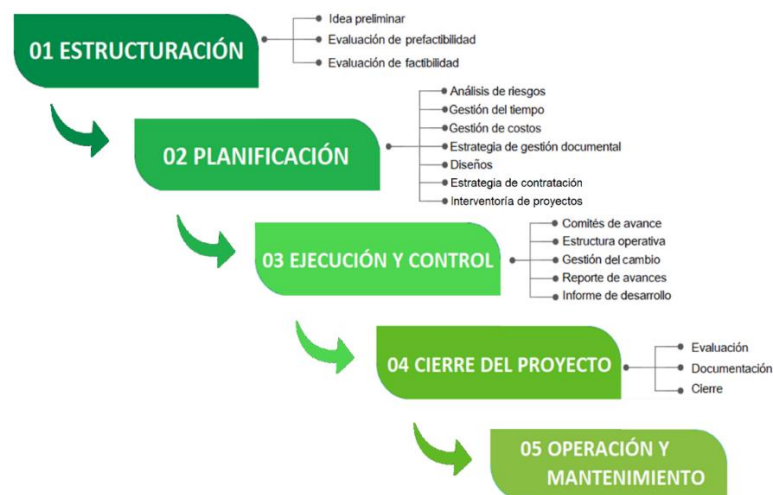 01 ESTRUCTURACIÓN
Idea preliminar
Evaluación de prefactibilidad
Evaluación de factibilidad
02 PLANIFICACIÓN
Análisis de riesgos
Gestión del tiempo
Gestión de costos
Estrategia de gestión documental
Diseños
Estrategia de contratación
Interventoría de proyectos
03 EJECUCIÓN Y CONTROL
Comités de avance
Estructura operativa
Gestión del cambio
Reporte de avances
Informe de desarrollo
04 CIERRE DEL PROYECTO
Evaluación
Documentación
Cierre
05 OPERACIÓN Y
MANTENIMIENTO